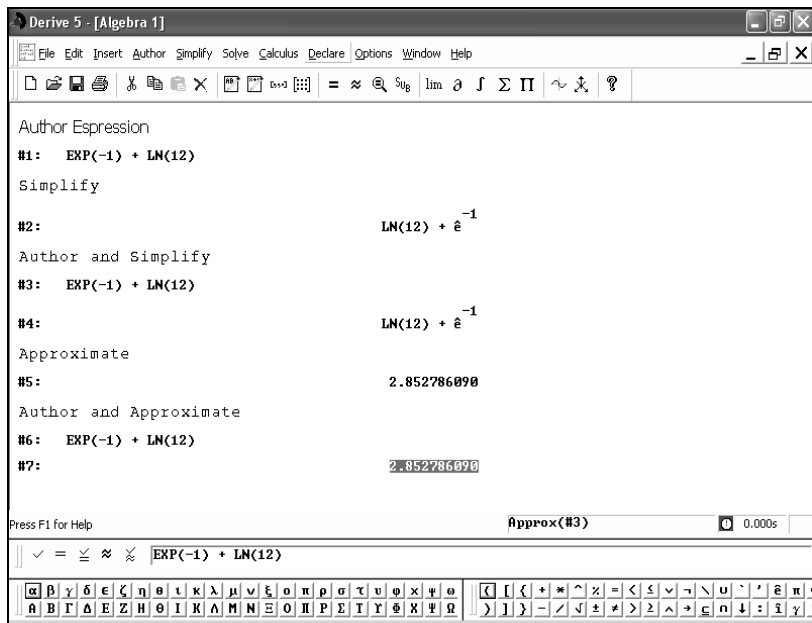 Derive 5 - [Algebra 1]
File Edit Insert Author Simplify Solve Calculus Declare Options Window Help
= ≈ SUB lim ∂ ∫ Σ Π ?
Author Espression
#1: EXP(-1) + LN(12)
Simplify
#2: LN(12) + ê^-1
Author and Simplify
#3: EXP(-1) + LN(12)
#4: LN(12) + ê^-1
Approximate
#5: 2.852786090
Author and Approximate
#6: EXP(-1) + LN(12)
#7: 2.852786090
Press F1 for Help Approx(#3) 0.000s
EXP(-1) + LN(12)
α β γ δ ε ζ η θ ι κ λ μ ν ξ ο π ρ σ τ υ φ χ ψ ω ( [ { + * ^ % = < ≤ ∨ ¬ \ ∪ ` ' ê π
Α Β Γ Δ Ε Ζ Η Θ Ι Κ Λ Μ Ν Ξ Ο Π Ρ Σ Τ Υ Φ Χ Ψ Ω ) ] } - / √ ± ≠ > ≥ ∧ → ⊆ ∩ ↓ : î γ